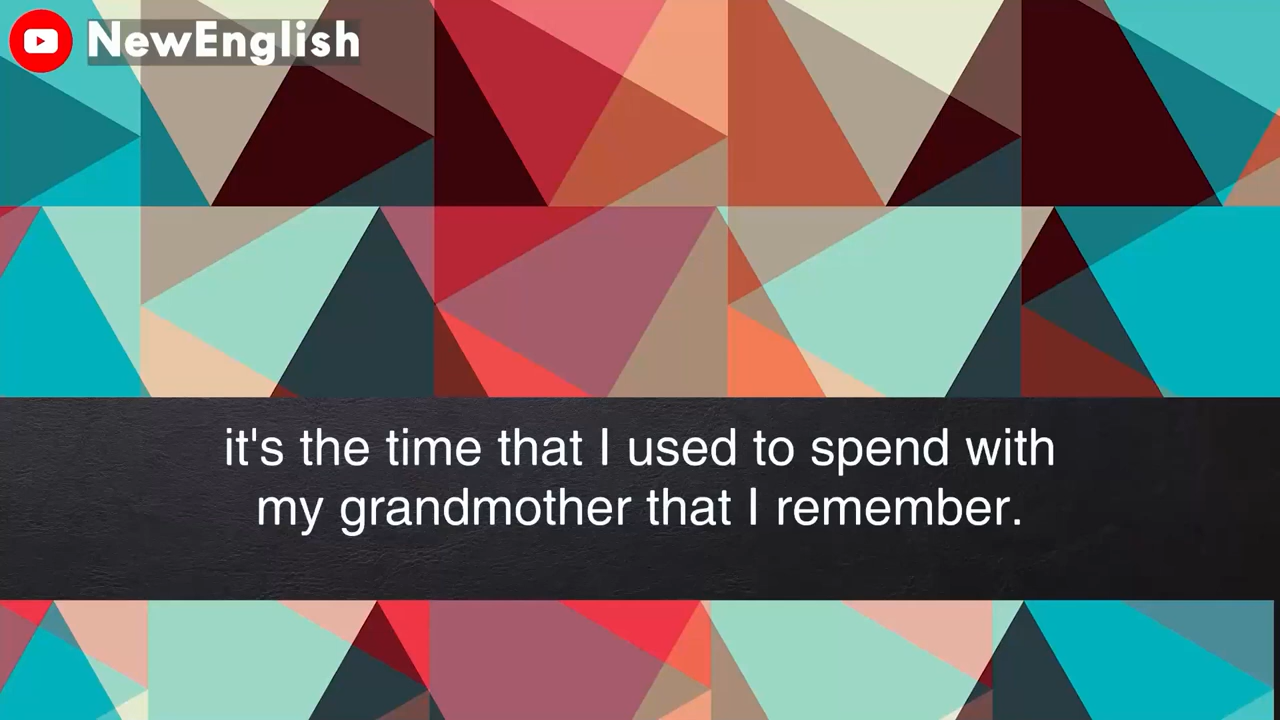 NewEnglish
it's the time that I used to spend with
my grandmother that I remember.